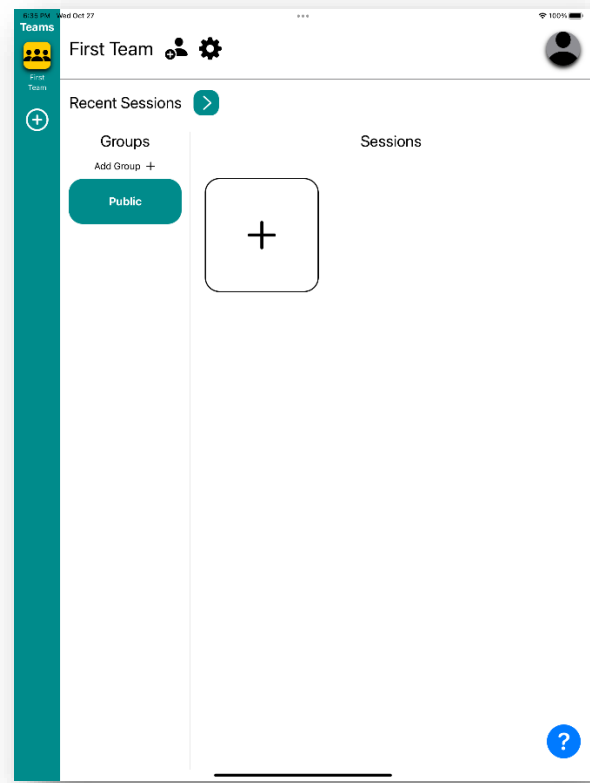 6:35 PM Wed Oct 27
100%
Teams
First Team
First
Team
Recent Sessions
Groups
Sessions
Add Group +
Public
+
?